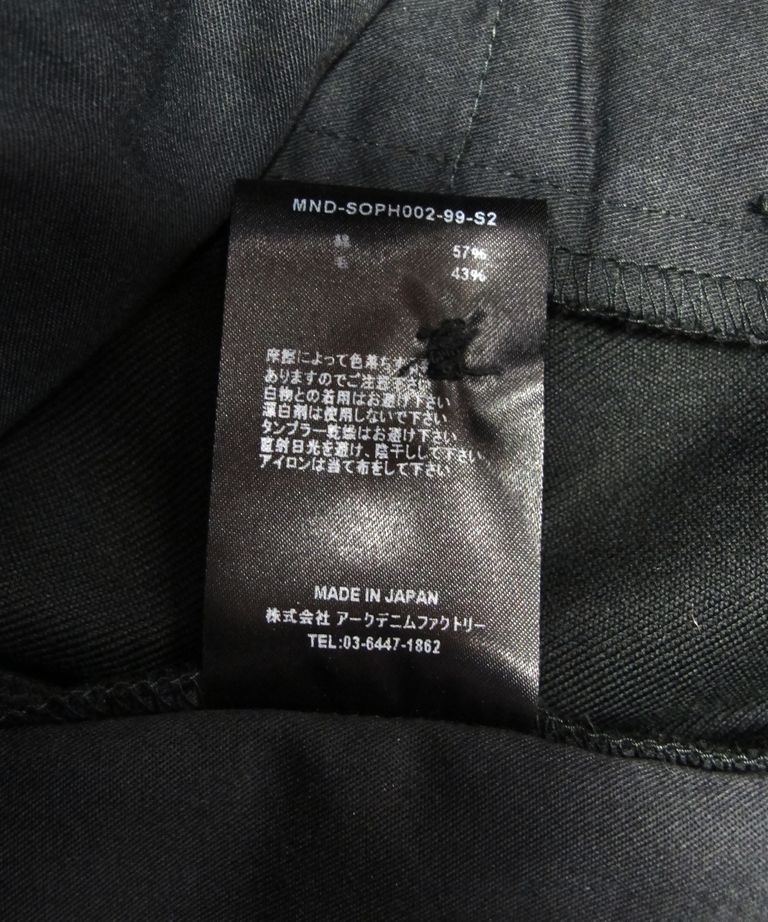 MND-SOPH002-99-S2
綿 57%
毛 43%
摩擦によって色落ち
ありますのでご注意下さい
白物との着用はお避け下さい
漂白剤は使用しないで下さい
タンブラー乾燥はお避け下さい
直射日光を避け、陰干しして下さい。
アイロンは当て布をして下さい
MADE IN JAPAN
株式会社 アークデニムファクトリー
TEL:03-6447-1862